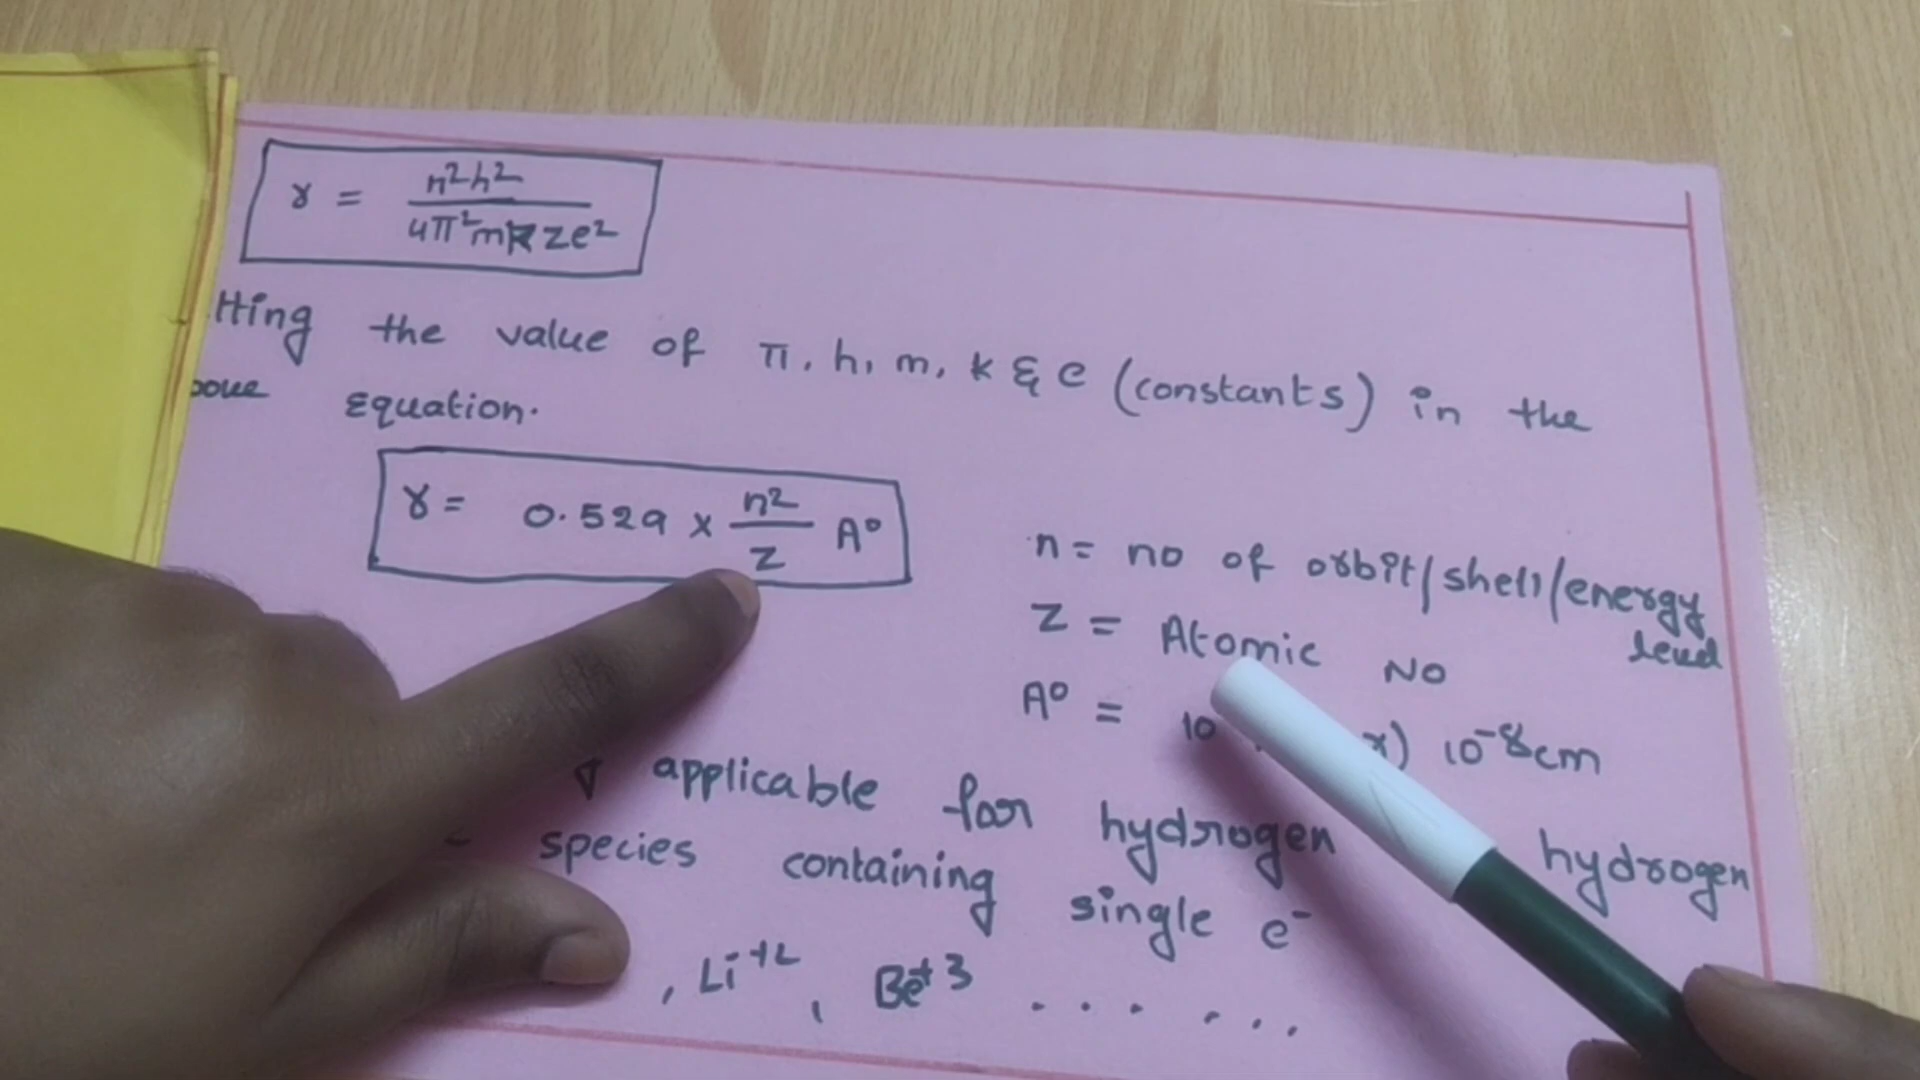 r = n²h² / 4π²mkze²
tting the value of π, h, m, k & e (constants) in the
bove Equation.
r = 0.529 × n²/z A°
n = no of orbit/shell/energy level
Z = Atomic No
A° = 10 10⁻⁸cm
applicable for hydrogen hydrogen
species containing single e⁻
, Li⁺², Be⁺³ . . . . . . .